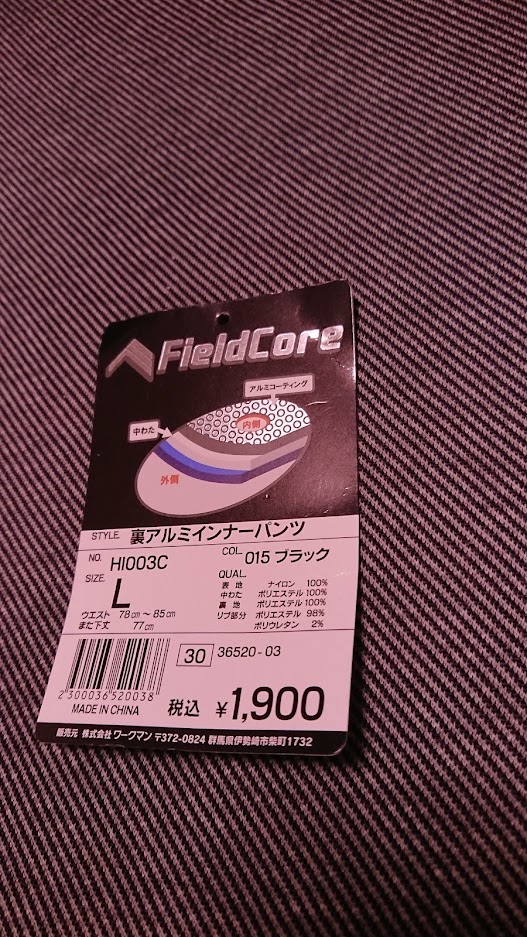 FieldCore
アルミコーティング
中わた
内側
外側
STYLE. 裏アルミインナーパンツ
NO. HI003C
COL. 015 ブラック
SIZE. L
ウエスト 78cm～85cm
また下丈 77cm
QUAL.
表地 ナイロン 100%
中わた ポリエステル 100%
裏地 ポリエステル 100%
リブ部分 ポリエステル 98%
ポリウレタン 2%
30 36520-03
2300036520038
MADE IN CHINA
税込 ¥1,900
販売元 株式会社 ワークマン 〒372-0824 群馬県伊勢崎市柴町1732